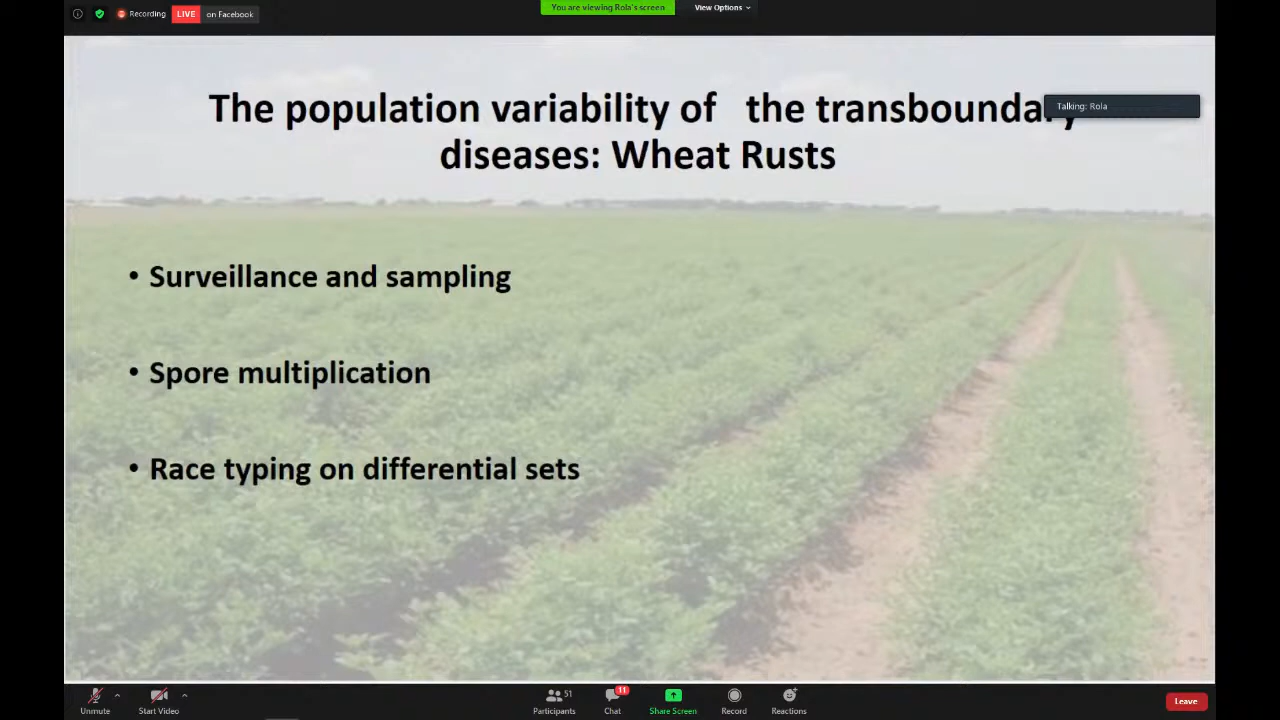 Recording
LIVE
on Facebook
You are viewing Rola's screen
View Options
The population variability of the transboundary
Talking: Rola
diseases: Wheat Rusts
• Surveillance and sampling
• Spore multiplication
• Race typing on differential sets
Unmute
Start Video
51
Participants
11
Chat
Share Screen
Record
Reactions
Leave